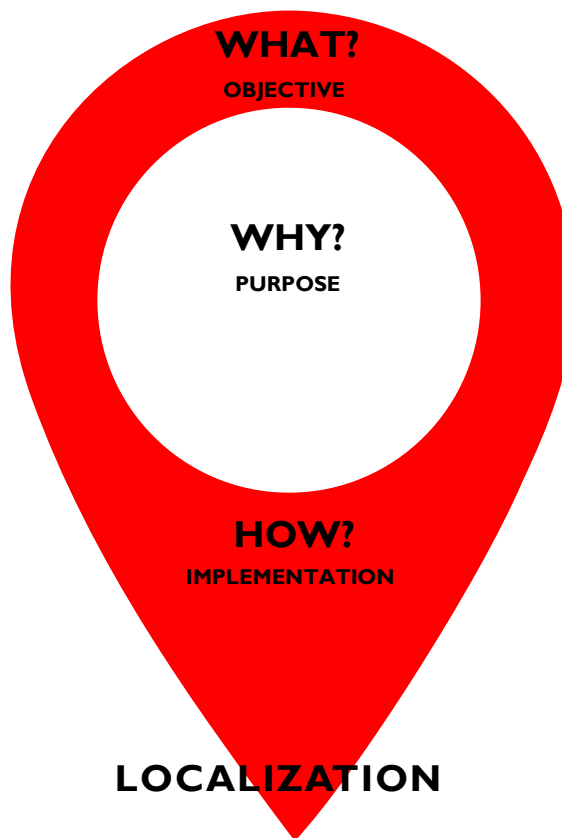 WHAT?
OBJECTIVE
WHY?
PURPOSE
HOW?
IMPLEMENTATION
LOCALIZATION